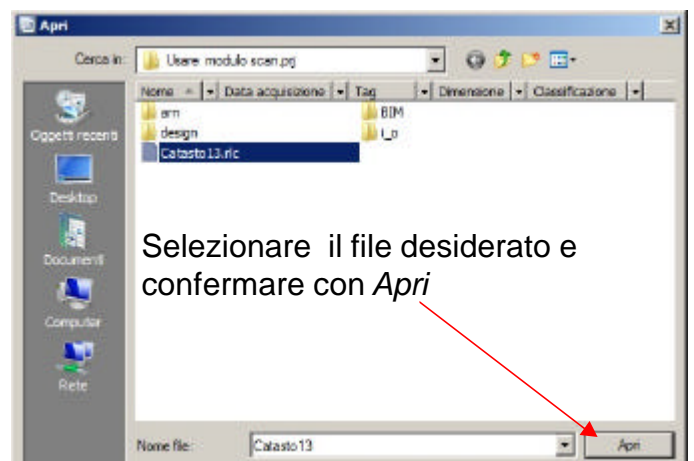 Apri
Cerca in: Usare modulo scan.prj
Nome Data acquisizione Tag Dimensione Classificazione
arn BIM
design i_o
Catasto13.rlc
Oggetti recenti
Desktop
Documenti
Computer
Rete
Selezionare il file desiderato e
confermare con Apri
Nome file: Catasto13 Apri